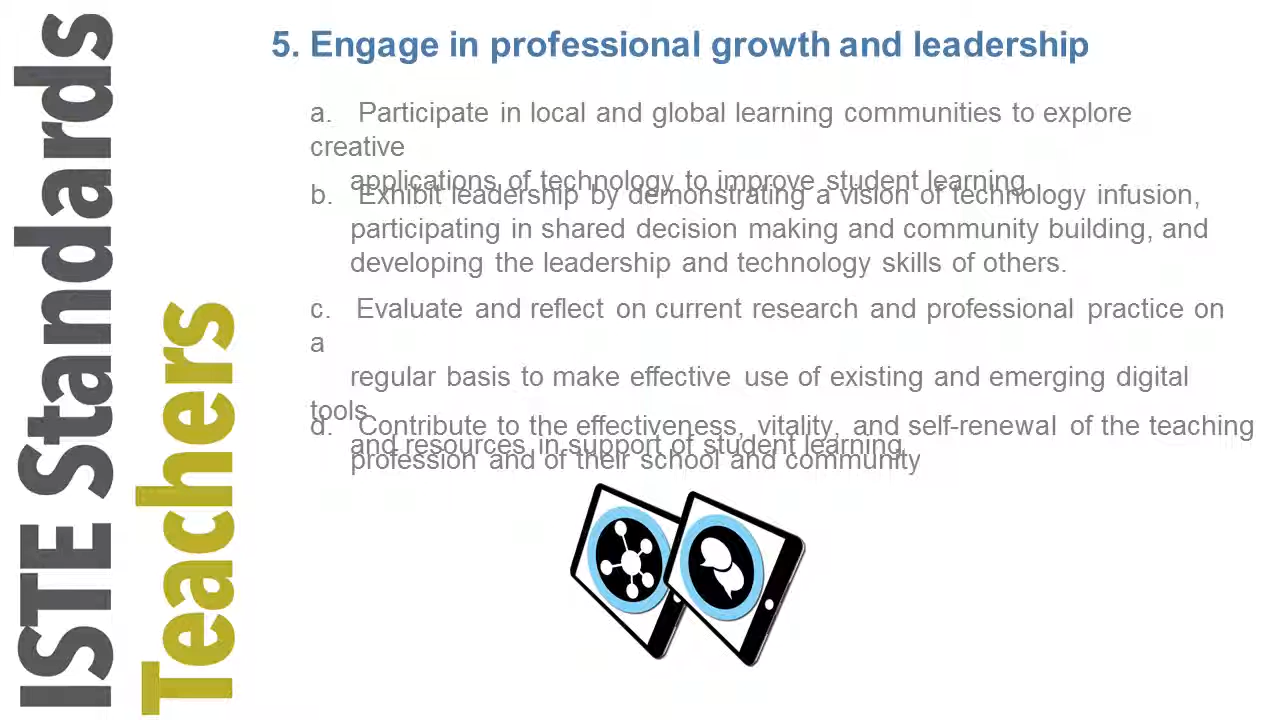 ISTE Standards
Teachers
5. Engage in professional growth and leadership
a. Participate in local and global learning communities to explore
creative
applications of technology to improve student learning.
b. Exhibit leadership by demonstrating a vision of technology infusion,
participating in shared decision making and community building, and
developing the leadership and technology skills of others.
c. Evaluate and reflect on current research and professional practice on
a
regular basis to make effective use of existing and emerging digital
tools
and resources in support of student learning
d. Contribute to the effectiveness, vitality, and self-renewal of the teaching
profession and of their school and community